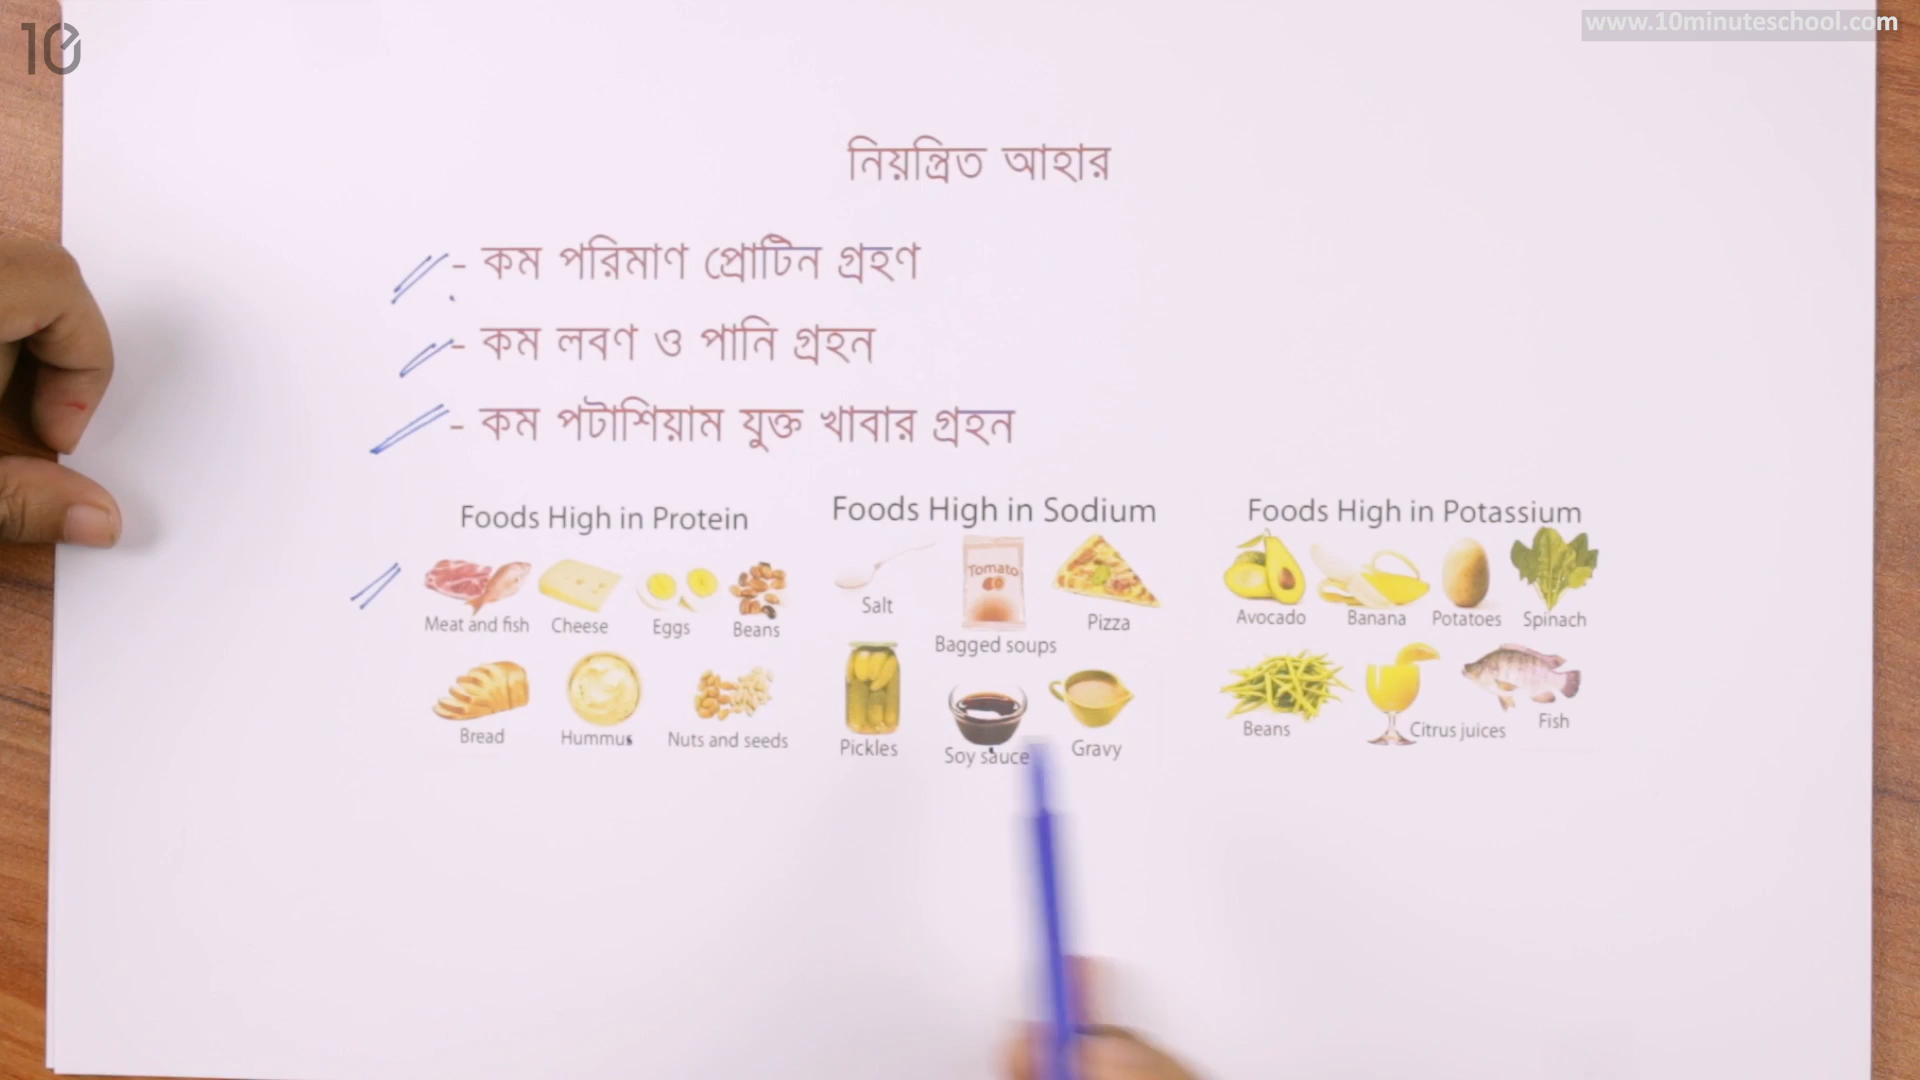 10
www.10minuteschool.com
নিয়ন্ত্রিত আহার
- কম পরিমাণ প্রোটিন গ্রহণ
- কম লবণ ও পানি গ্রহন
- কম পটাশিয়াম যুক্ত খাবার গ্রহন
Foods High in Protein
Meat and fish Cheese Eggs Beans
Bread Hummus Nuts and seeds
Foods High in Sodium
Tomato
Salt Bagged soups Pizza
Pickles Soy sauce Gravy
Foods High in Potassium
Avocado Banana Potatoes Spinach
Beans Citrus juices Fish